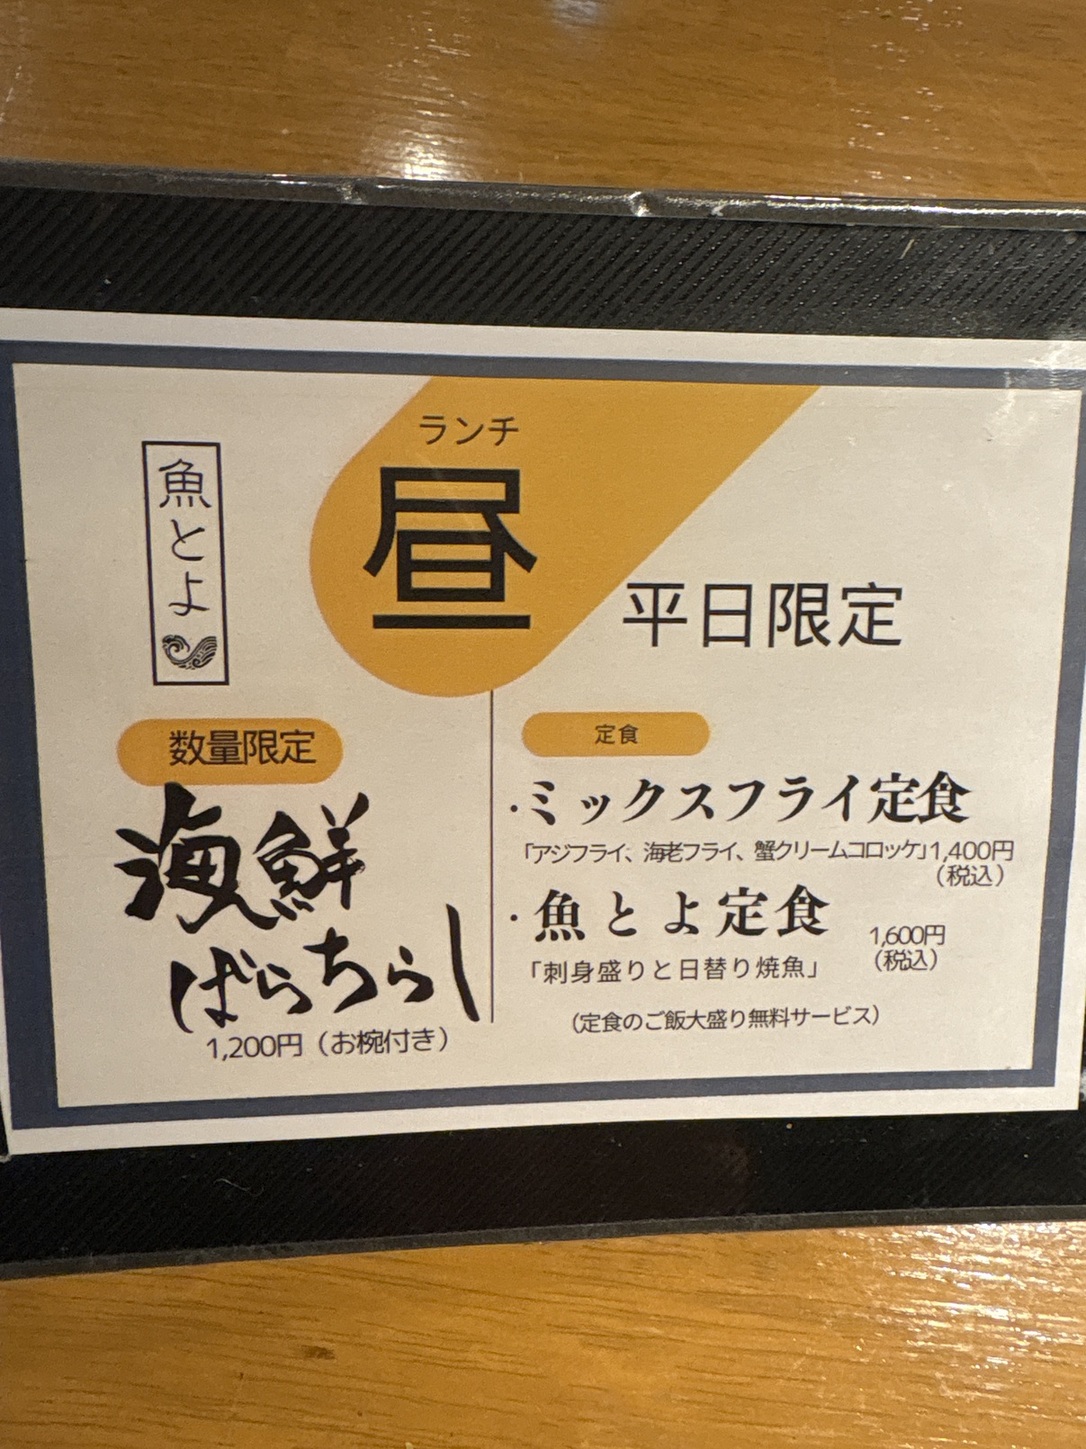 魚とよ
ランチ
昼
平日限定
数量限定
海鮮
ばらちらし
1,200円（お椀付き）
定食
・ミックスフライ定食
「アジフライ、海老フライ、蟹クリームコロッケ」1,400円
（税込）
・魚とよ定食
1,600円
（税込）
「刺身盛りと日替り焼魚」
（定食のご飯大盛り無料サービス）